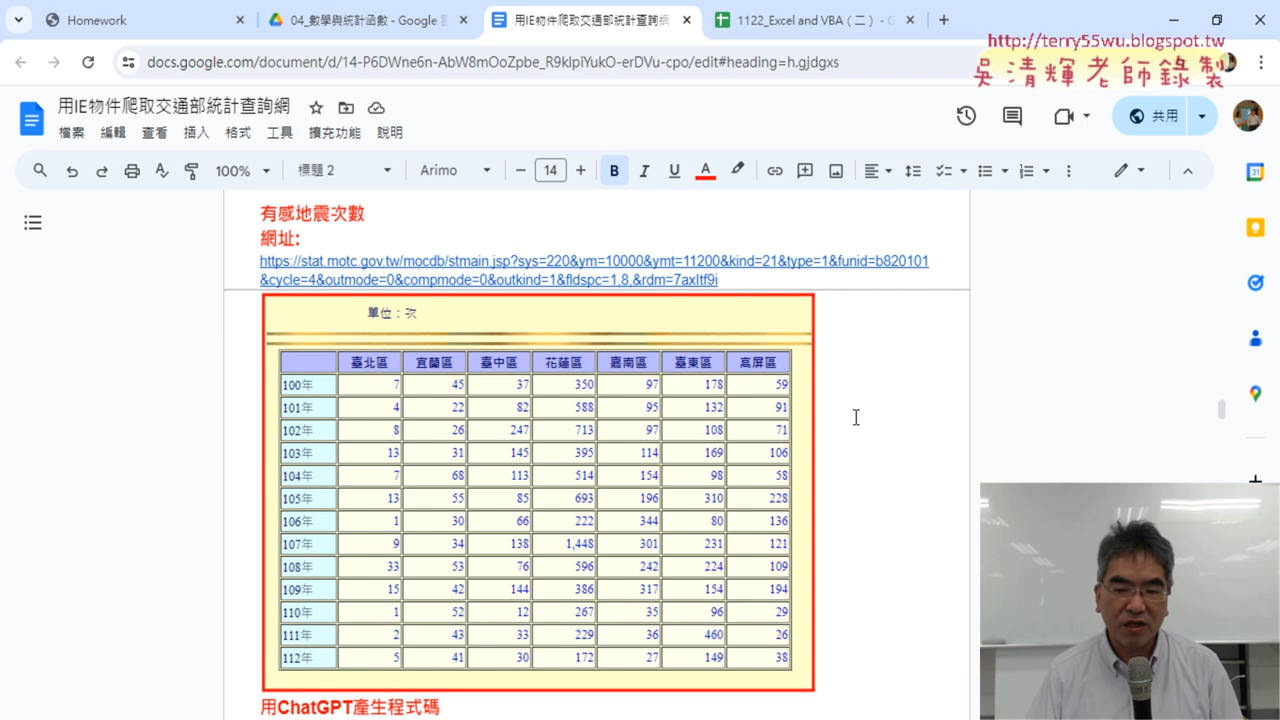 Homework
04_數學與統計函數 - Google
用IE物件爬取交通部統計查詢網
1122_Excel and VBA（二）- G
docs.google.com/document/d/14-P6DWne6n-AbW8mOoZpbe_R9klpiYukO-erDVu-cpo/edit#heading=h.gjdgxs
http://terry55wu.blogspot.tw
吳清輝老師錄製
用IE物件爬取交通部統計查詢網
檔案 編輯 查看 插入 格式 工具 擴充功能 說明
共用
100% 標題 2 Arimo 14 B I U A
有感地震次數
網址:
https://stat.motc.gov.tw/mocdb/stmain.jsp?sys=220&ym=10000&ymt=11200&kind=21&type=1&funid=b820101
&cycle=4&outmode=0&compmode=0&outkind=1&fldspc=1,8,&rdm=7axItf9i
單位：次
臺北區 宜蘭區 臺中區 花蓮區 嘉南區 臺東區 高屏區
100年 7 45 37 350 97 178 59
101年 4 22 82 588 95 132 91
102年 8 26 247 713 97 108 71
103年 13 31 145 395 114 169 106
104年 7 68 113 514 154 98 58
105年 13 55 85 693 196 310 228
106年 1 30 66 222 344 80 136
107年 9 34 138 1,448 301 231 121
108年 33 53 76 596 242 224 109
109年 15 42 144 386 317 154 194
110年 1 52 12 267 35 96 29
111年 2 43 33 229 36 460 26
112年 5 41 30 172 27 149 38
用ChatGPT產生程式碼